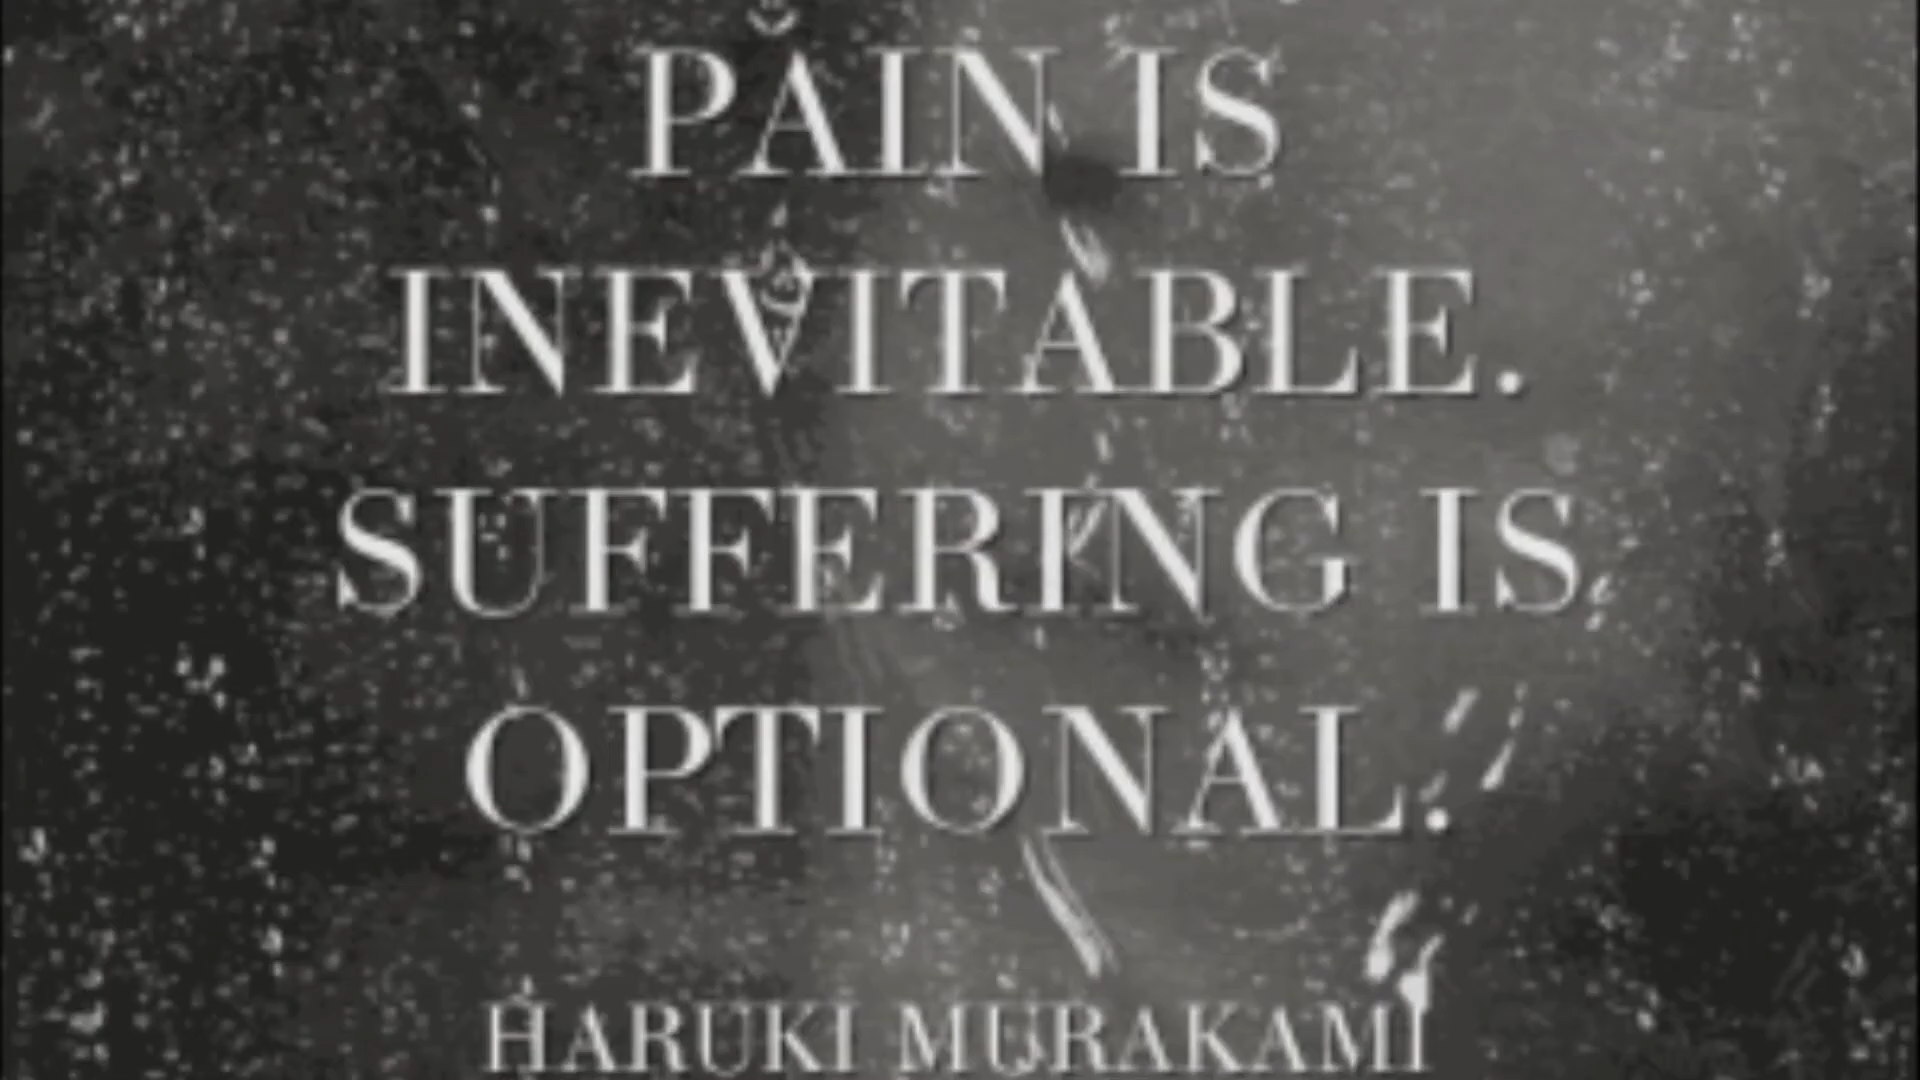 PAIN IS
INEVITABLE.
SUFFERING IS
OPTIONAL.
HARUKI MURAKAMI